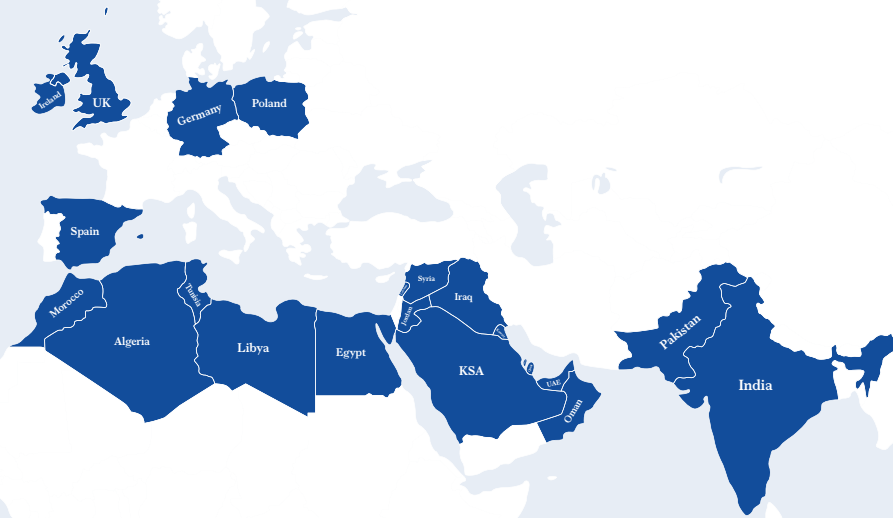 Ireland
UK
Germany
Poland
Spain
Morocco
Algeria
Tunisia
Libya
Egypt
Syria
Iraq
Jordan
KSA
UAE
Oman
Pakistan
India